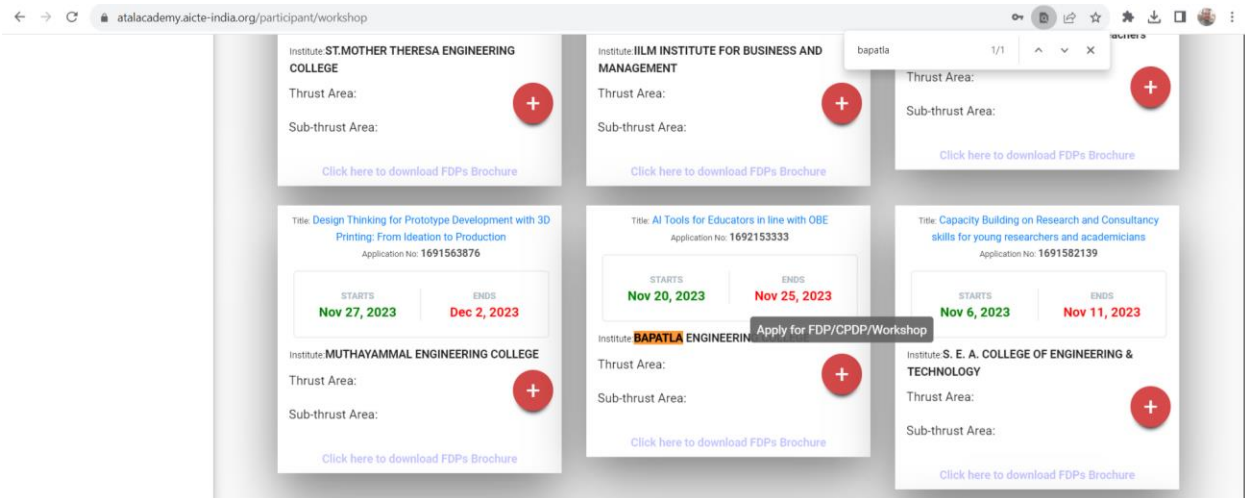 atalacademy.aicte-india.org/participant/workshop
bapatla 1/1
Institute:ST.MOTHER THERESA ENGINEERING
COLLEGE
Thrust Area:
Sub-thrust Area:
Click here to download FDPs Brochure
Institute:IILM INSTITUTE FOR BUSINESS AND
MANAGEMENT
Thrust Area:
Sub-thrust Area:
Click here to download FDPs Brochure
Thrust Area:
Sub-thrust Area:
Click here to download FDPs Brochure
Title: Design Thinking for Prototype Development with 3D
Printing: From Ideation to Production
Application No: 1691563876
STARTS ENDS
Nov 27, 2023 Dec 2, 2023
Institute:MUTHAYAMMAL ENGINEERING COLLEGE
Thrust Area:
Sub-thrust Area:
Click here to download FDPs Brochure
Title: AI Tools for Educators in line with OBE
Application No: 1692153333
STARTS ENDS
Nov 20, 2023 Nov 25, 2023
Apply for FDP/CPDP/Workshop
Institute:BAPATLA ENGINEERING
Thrust Area:
Sub-thrust Area:
Click here to download FDPs Brochure
Title: Capacity Building on Research and Consultancy
skills for young researchers and academicians
Application No: 1691582139
STARTS ENDS
Nov 6, 2023 Nov 11, 2023
Institute:S. E. A. COLLEGE OF ENGINEERING &
TECHNOLOGY
Thrust Area:
Sub-thrust Area:
Click here to download FDPs Brochure